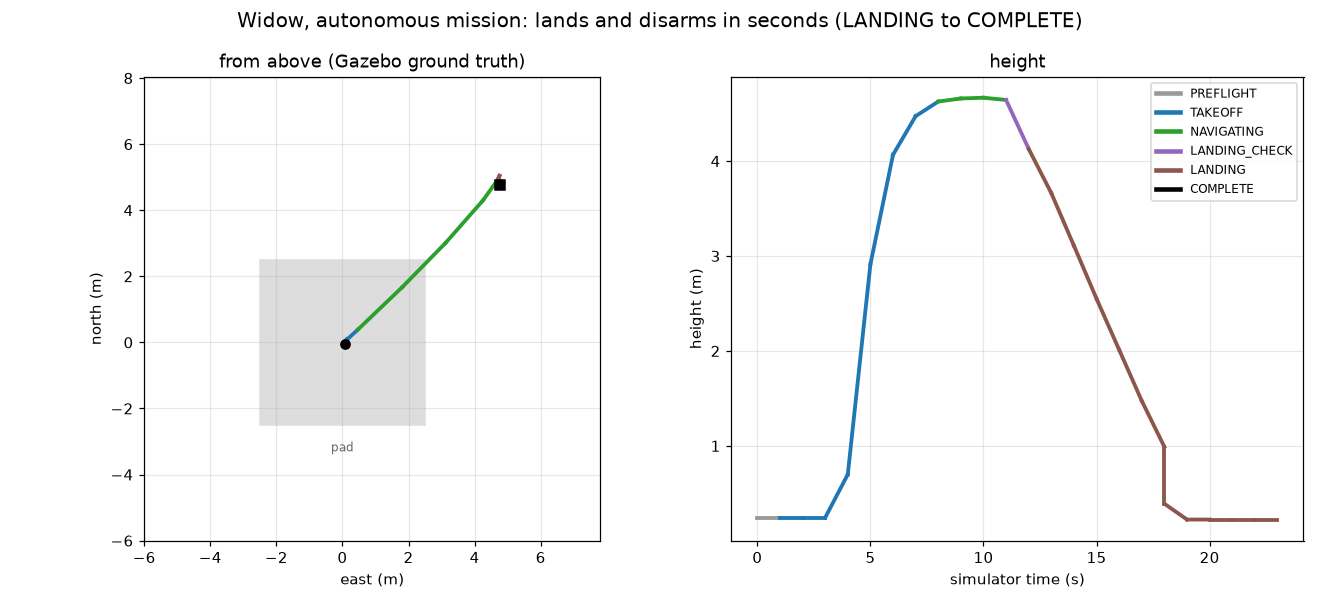 Widow, autonomous mission: lands and disarms in seconds (LANDING to COMPLETE)
from above (Gazebo ground truth)
8
6
4
2
0
−2
−4
−6
north (m)
pad
−6
−4
−2
0
2
4
6
east (m)
height
4
3
2
1
height (m)
PREFLIGHT
TAKEOFF
NAVIGATING
LANDING_CHECK
LANDING
COMPLETE
0
5
10
15
20
simulator time (s)